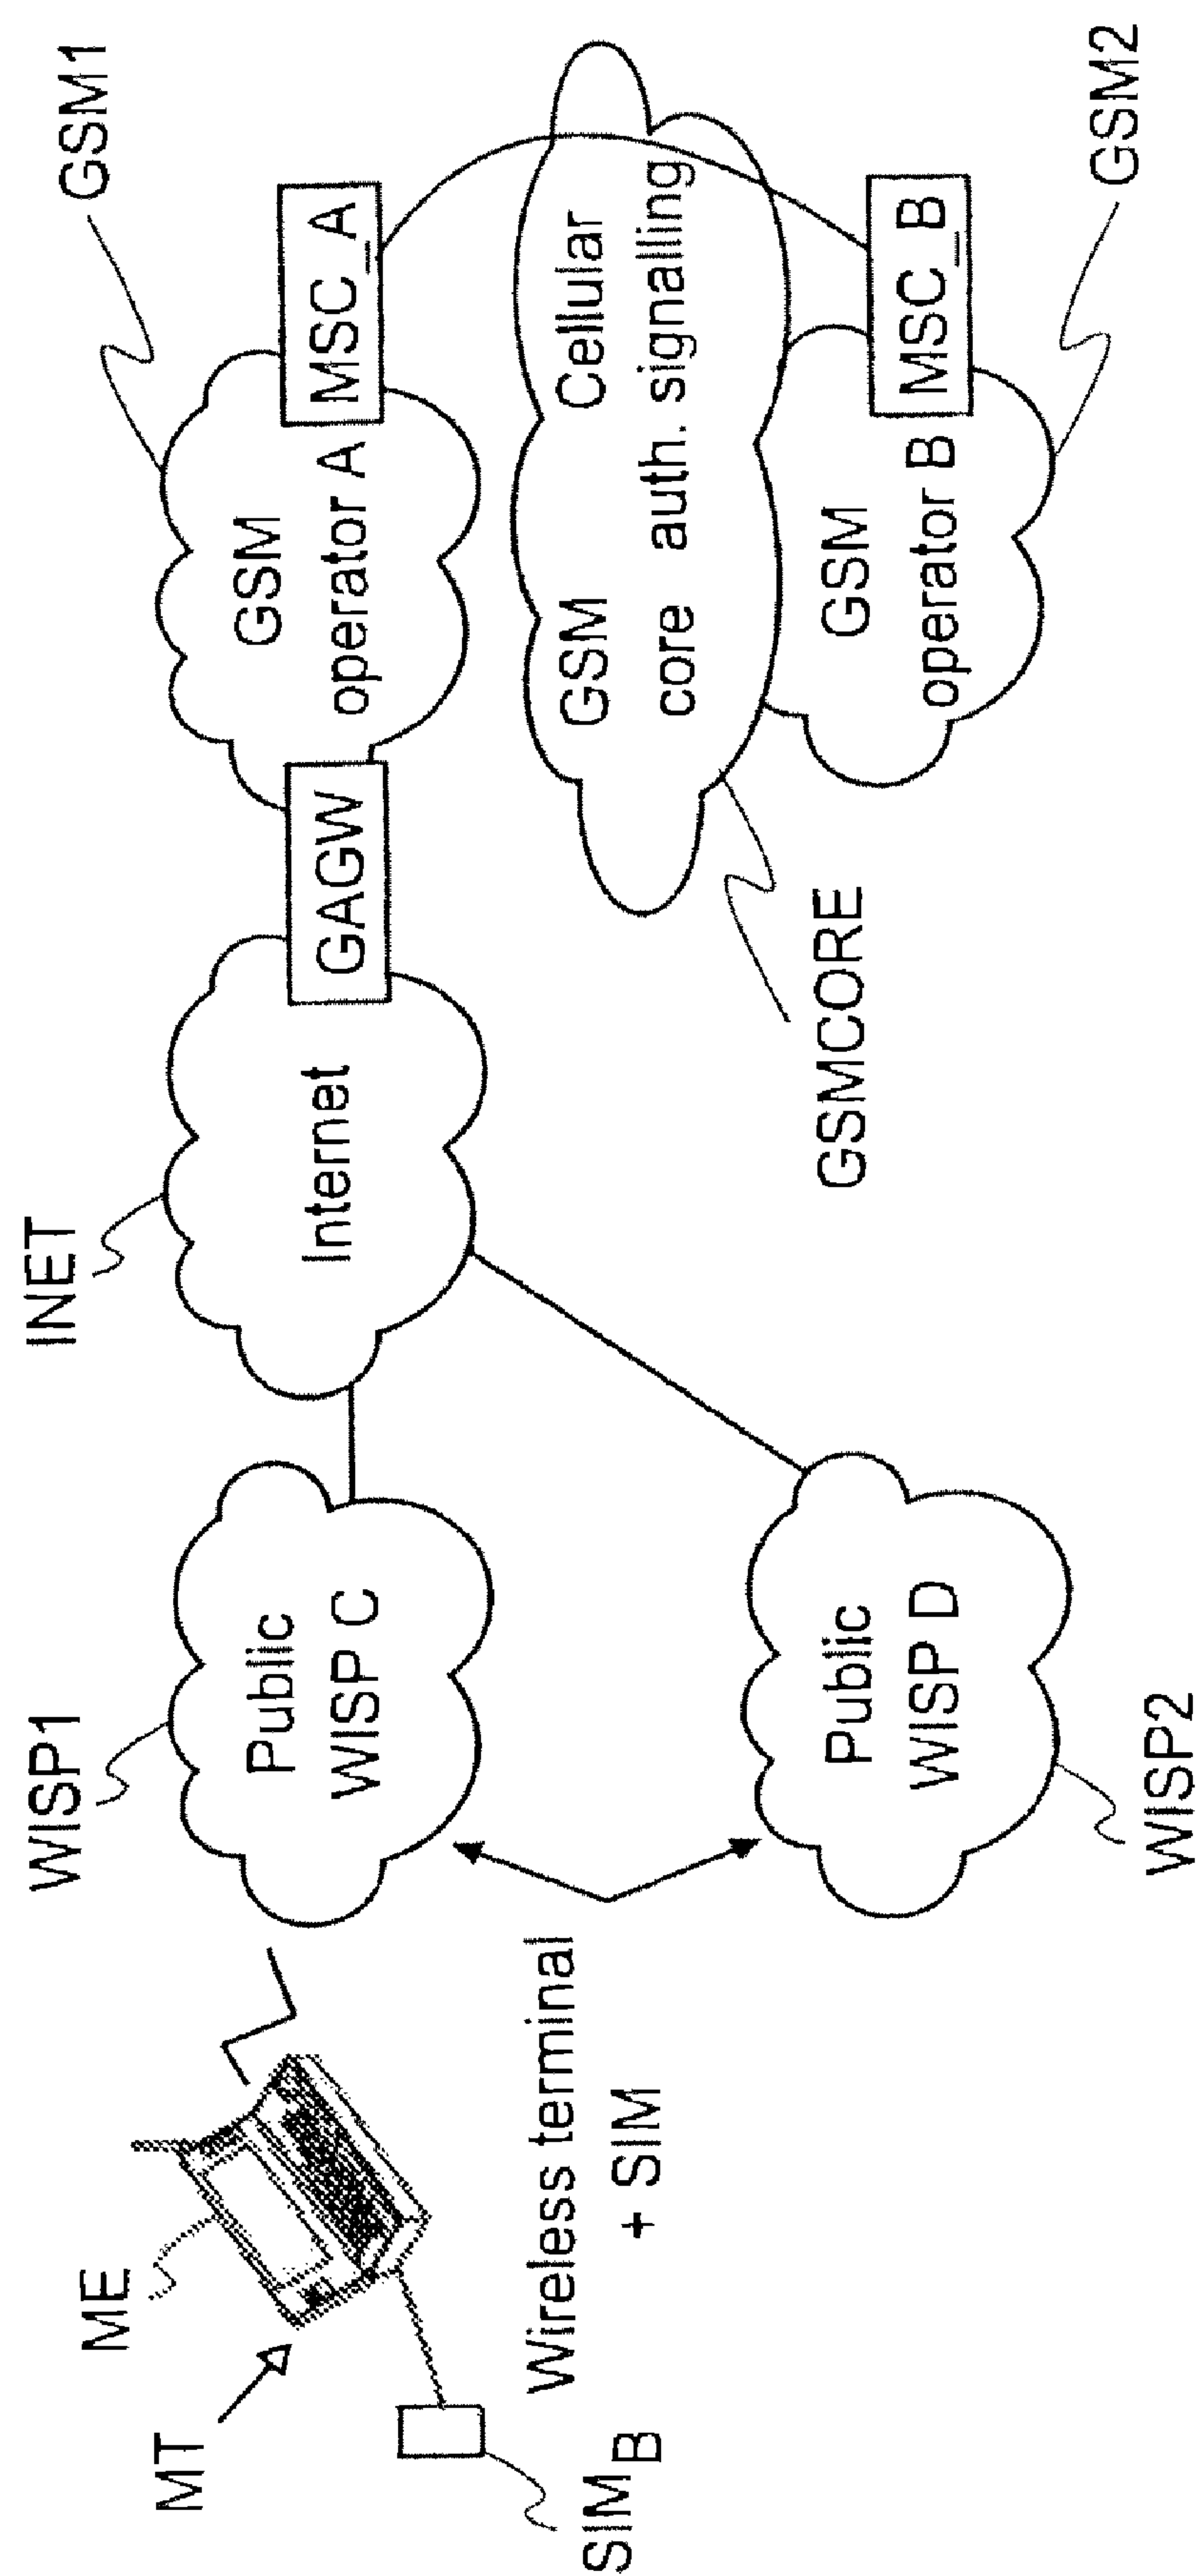 MT
ME
SIM B
Wireless terminal
+ SIM
WISP1
Public
WISP C
Public
WISP D
WISP2
INET
Internet
GAGW
GSM1
GSM
operator A
MSC_A
GSM Cellular
core auth. signalling
GSMCORE
GSM
operator B
MSC_B
GSM2